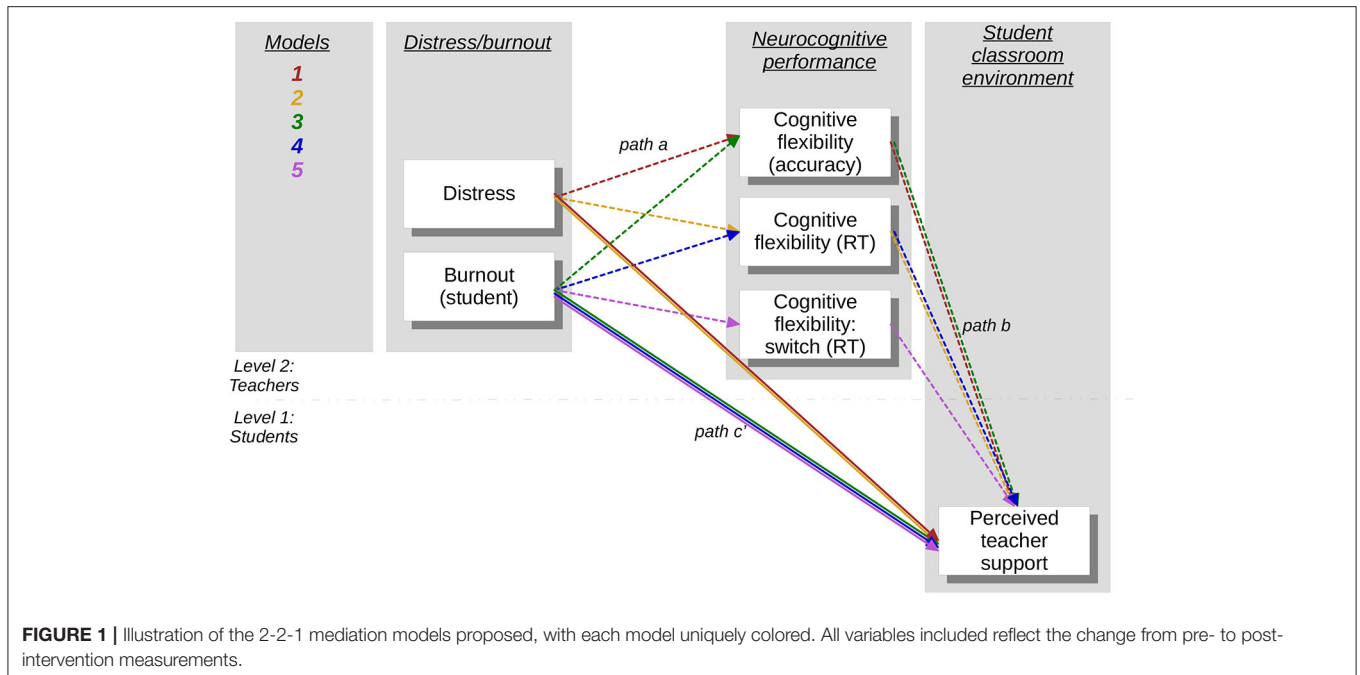 Models
1
2
3
4
5
Distress/burnout
Distress
Burnout
(student)
Neurocognitive
performance
Cognitive
flexibility
(accuracy)
Cognitive
flexibility (RT)
Cognitive
flexibility:
switch (RT)
Student
classroom
environment
path a
path b
path c'
Level 2:
Teachers
Level 1:
Students
Perceived
teacher
support
FIGURE 1 | Illustration of the 2-2-1 mediation models proposed, with each model uniquely colored. All variables included reflect the change from pre- to post-
intervention measurements.